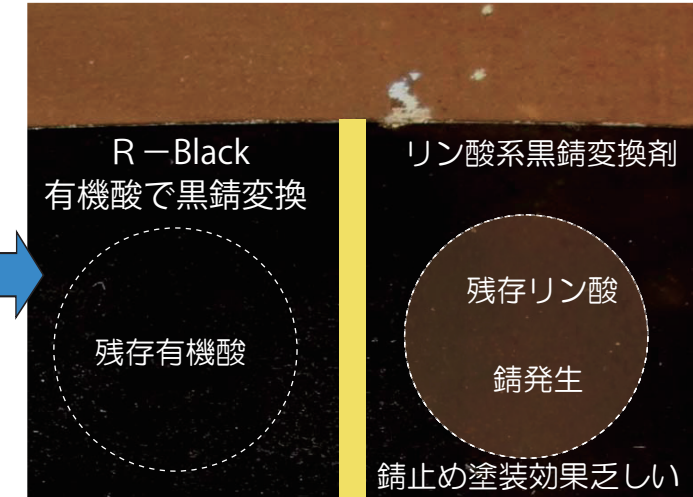 R－Black
有機酸で黒錆変換
残存有機酸
リン酸系黒錆変換剤
残存リン酸
錆発生
錆止め塗装効果乏しい